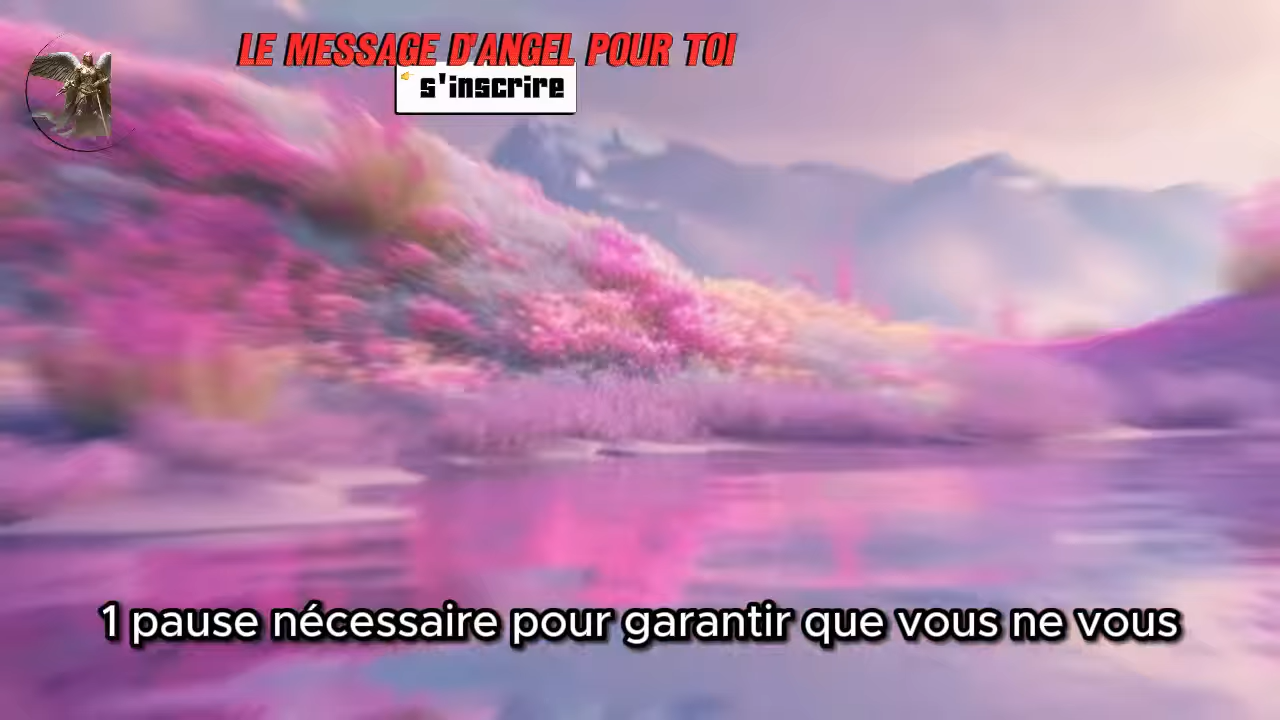 LE MESSAGE D'ANGEL POUR TOI
s'inscrire
1 pause nécessaire pour garantir que vous ne vous